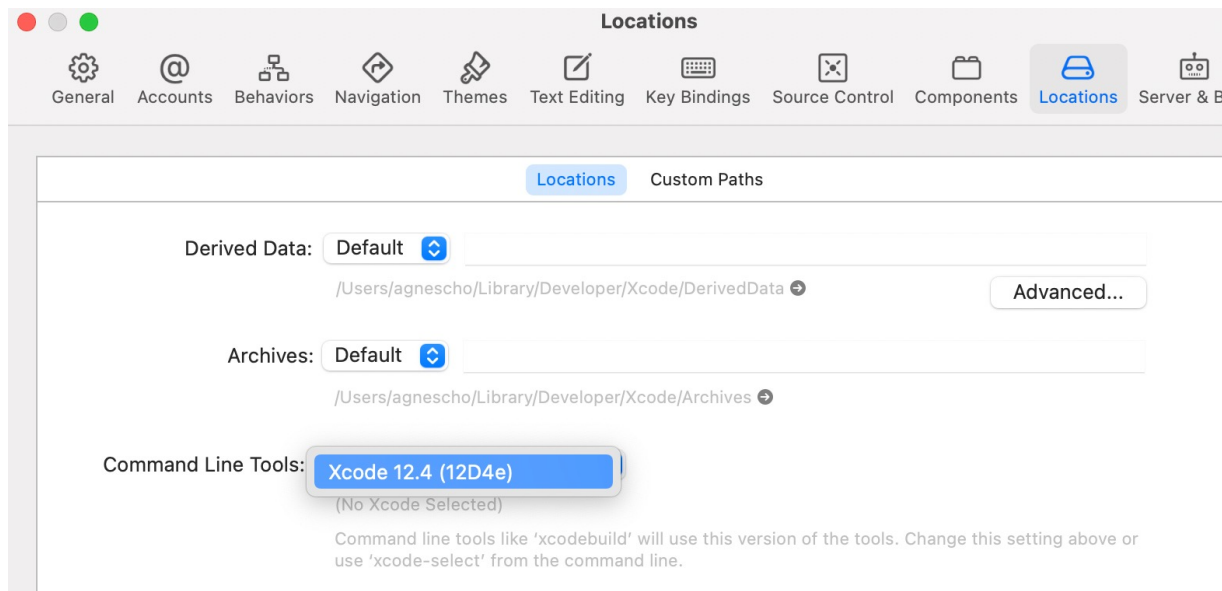 Locations
General Accounts Behaviors Navigation Themes Text Editing Key Bindings Source Control Components Locations Server & B
Locations Custom Paths
Derived Data: Default
/Users/agnescho/Library/Developer/Xcode/DerivedData
Advanced...
Archives: Default
/Users/agnescho/Library/Developer/Xcode/Archives
Command Line Tools: Xcode 12.4 (12D4e)
(No Xcode Selected)
Command line tools like ‘xcodebuild’ will use this version of the tools. Change this setting above or
use ‘xcode-select’ from the command line.